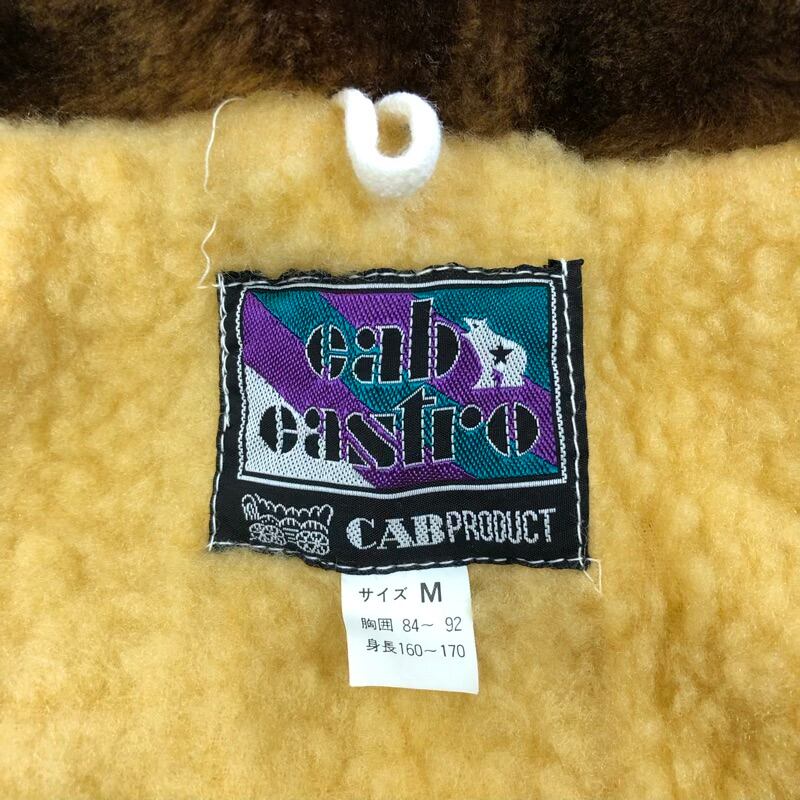 cab
castro
CAB PRODUCT
サイズ M
胸囲 84～ 92
身長160～170